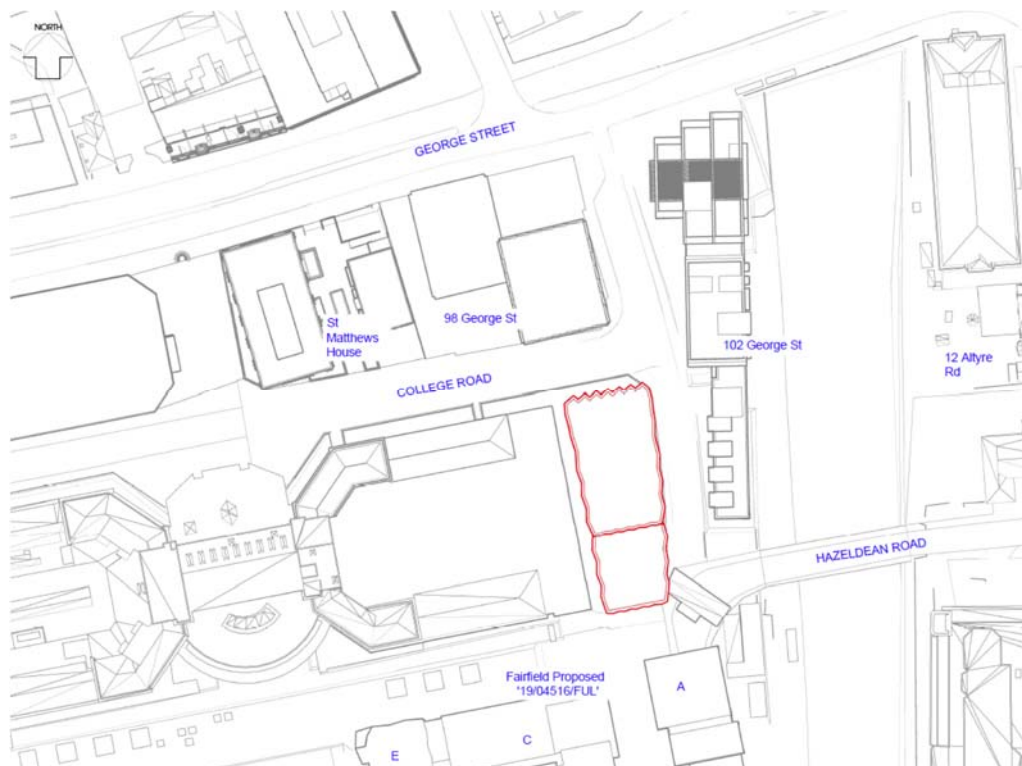 NORTH
GEORGE STREET
St
Matthews
House
98 George St
102 George St
12 Altyre
Rd
COLLEGE ROAD
HAZELDEAN ROAD
Fairfield Proposed
'19/04516/FUL'
A
C
E